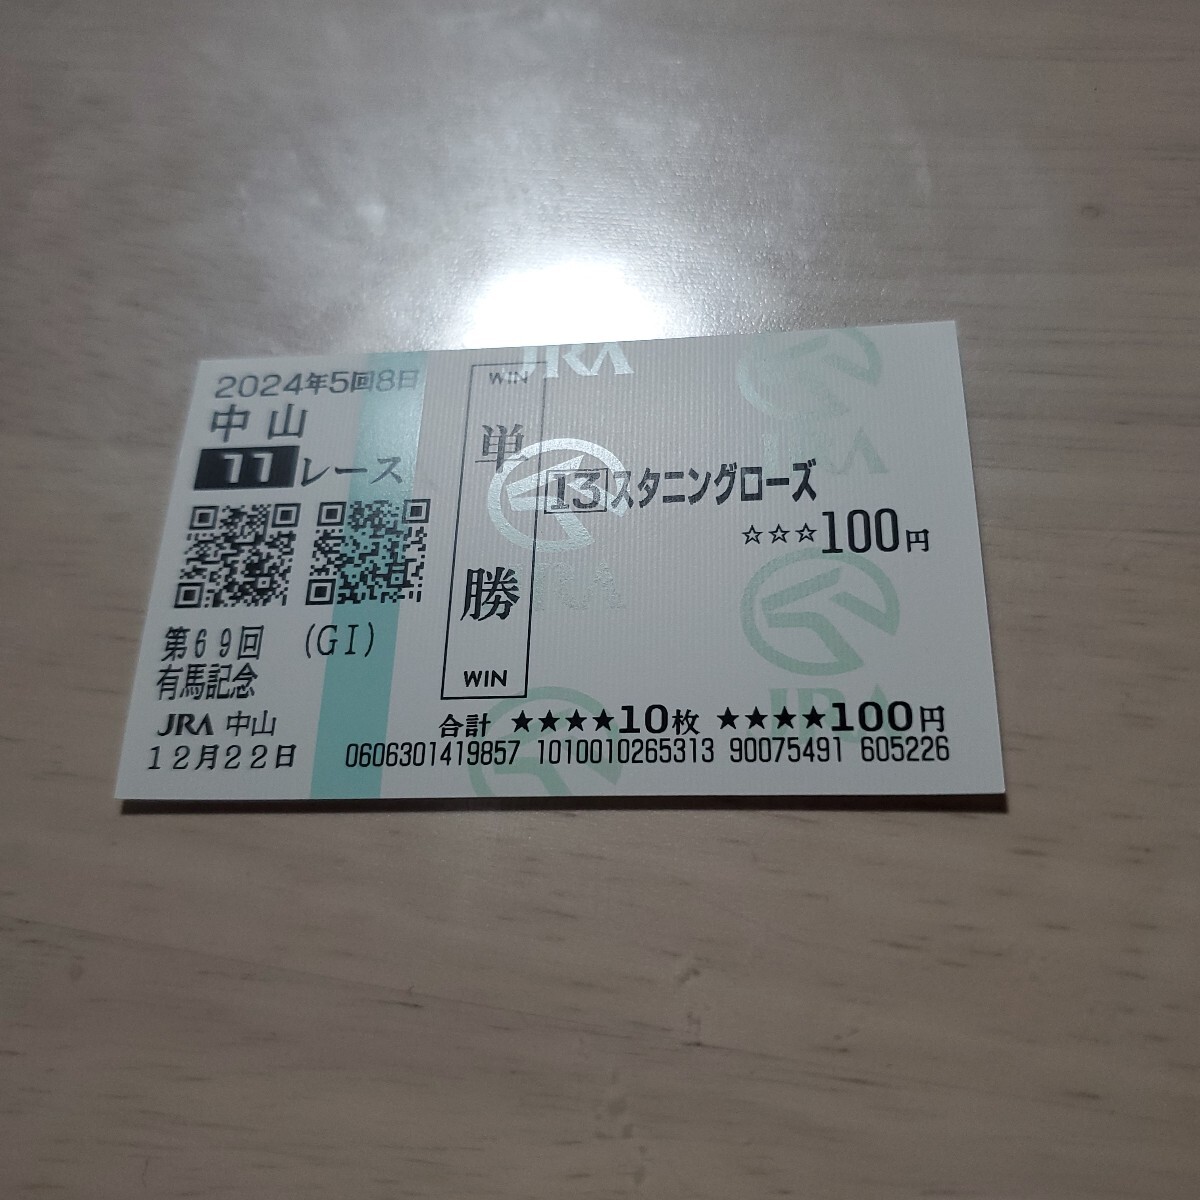 2024年5回8日
中山
11レース
第69回 (GI)
有馬記念
JRA 中山
12月22日
WIN
単勝
WIN
13 スタニングローズ
☆☆☆100円
合計 ★★★★10枚 ★★★★100円
0606301419857 1010010265313 90075491 605226
JRA
JRA
JRA
JRA